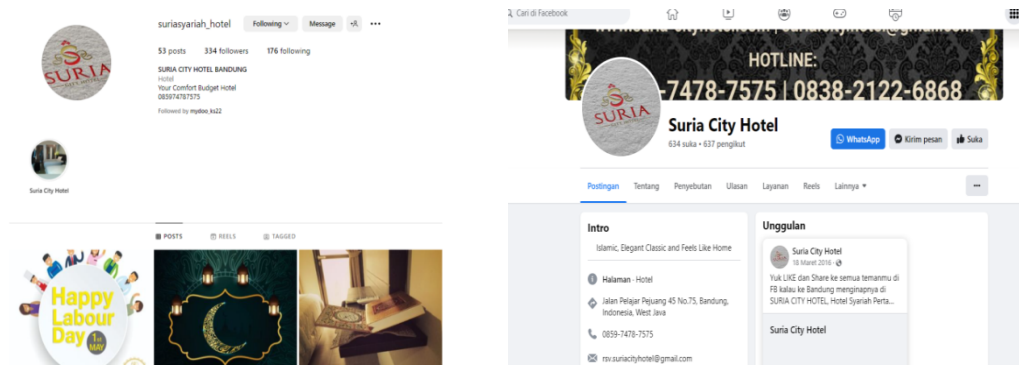 suriasyariah_hotel Following Message
53 posts 334 followers 176 following
SURIA CITY HOTEL BANDUNG
Hotel
Your Comfort Budget Hotel
085974787575
Followed by mydoo_ks22
SURIA
Suria City Hotel
POSTS REELS TAGGED
Happy
Labour
Day
1st
MAY
Cari di Facebook
HOTLINE:
-7478-7575 | 0838-2122-6868
SURIA
Suria City Hotel
634 suka • 637 pengikut
WhatsApp Kirim pesan Suka
Postingan Tentang Penyebutan Ulasan Layanan Reels Lainnya
Intro
Islamic, Elegant Classic and Feels Like Home
Halaman · Hotel
Jalan Pelajar Pejuang 45 No.75, Bandung,
Indonesia, West Java
0859-7478-7575
rsv.suriacityhotel@gmail.com
Unggulan
Suria City Hotel
18 Maret 2016
Yuk LIKE dan Share ke semua temanmu di
FB kalau ke Bandung menginapnya di
SURIA CITY HOTEL, Hotel Syariah Perta...
Suria City Hotel